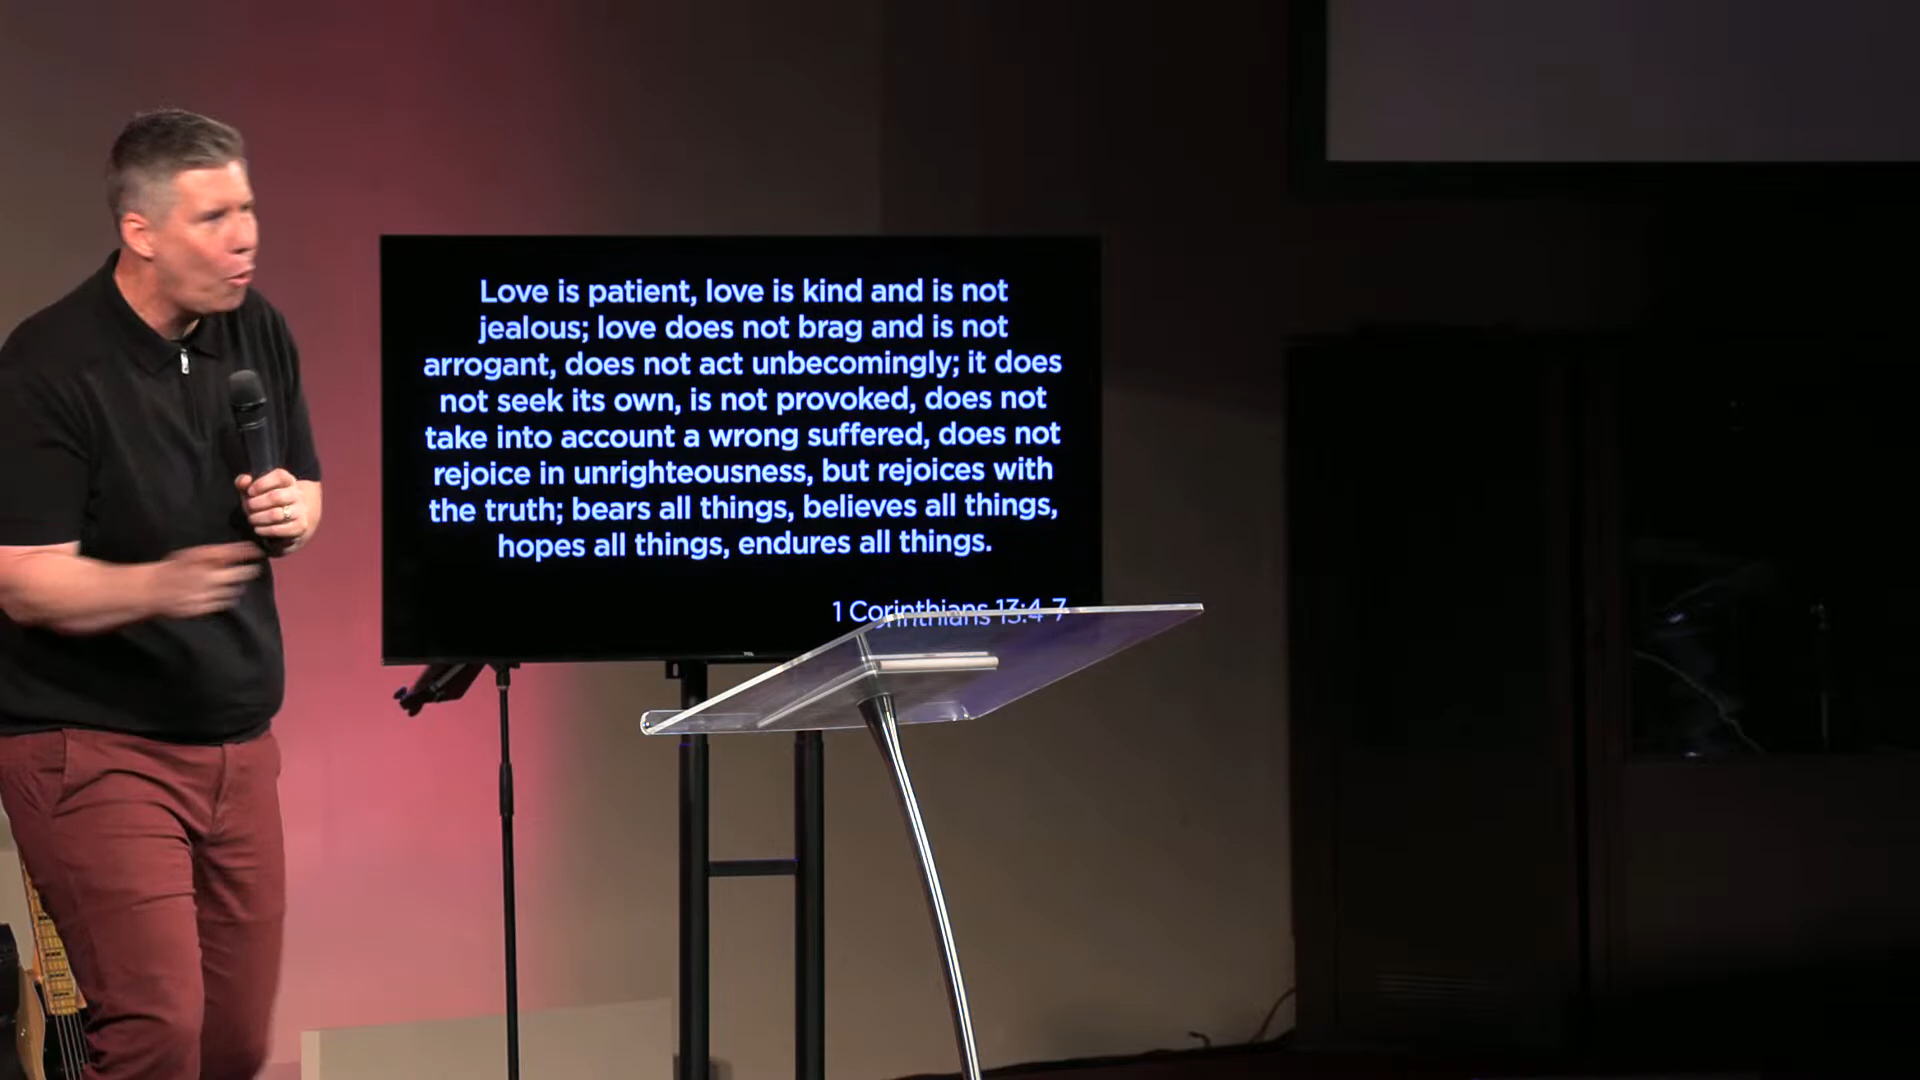 Love is patient, love is kind and is not
jealous; love does not brag and is not
arrogant, does not act unbecomingly; it does
not seek its own, is not provoked, does not
take into account a wrong suffered, does not
rejoice in unrighteousness, but rejoices with
the truth; bears all things, believes all things,
hopes all things, endures all things.
1 Corinthians 13:4-7
TCL